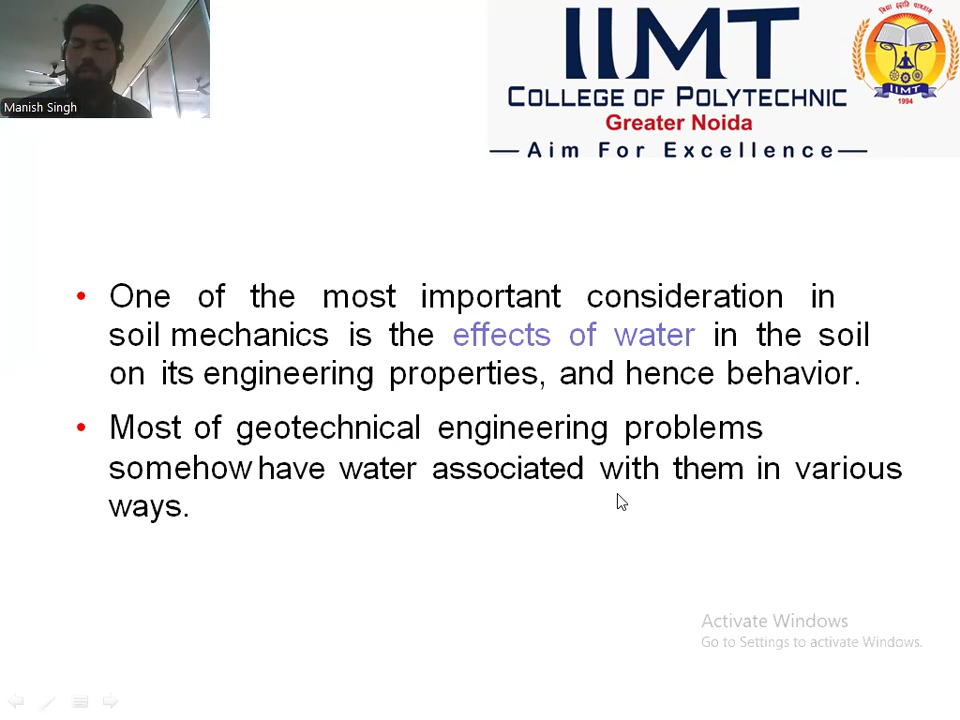 Manish Singh
IIMT
COLLEGE OF POLYTECHNIC
Greater Noida
Aim For Excellence
IIMT
1994
• One of the most important consideration in
soil mechanics is the effects of water in the soil
on its engineering properties, and hence behavior.
• Most of geotechnical engineering problems
somehow have water associated with them in various
ways.
Activate Windows
Go to Settings to activate Windows.